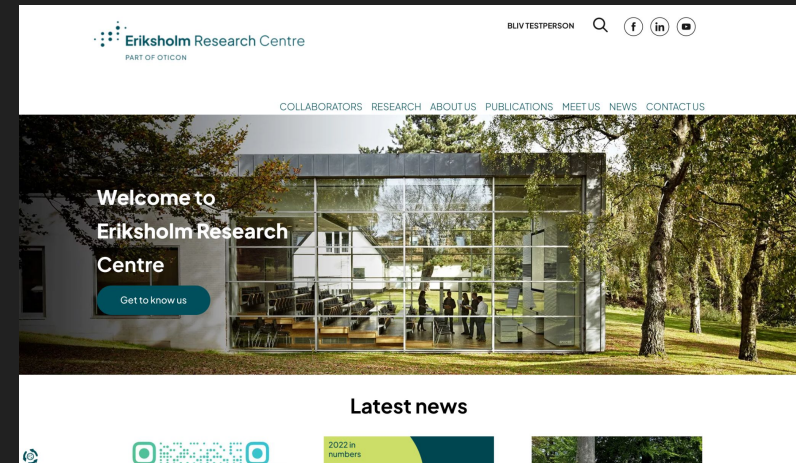 Eriksholm Research Centre
PART OF OTICON
BLIV TESTPERSON
COLLABORATORS RESEARCH ABOUT US PUBLICATIONS MEET US NEWS CONTACT US
Welcome to
Eriksholm Research
Centre
Get to know us
Latest news
2022 in
numbers